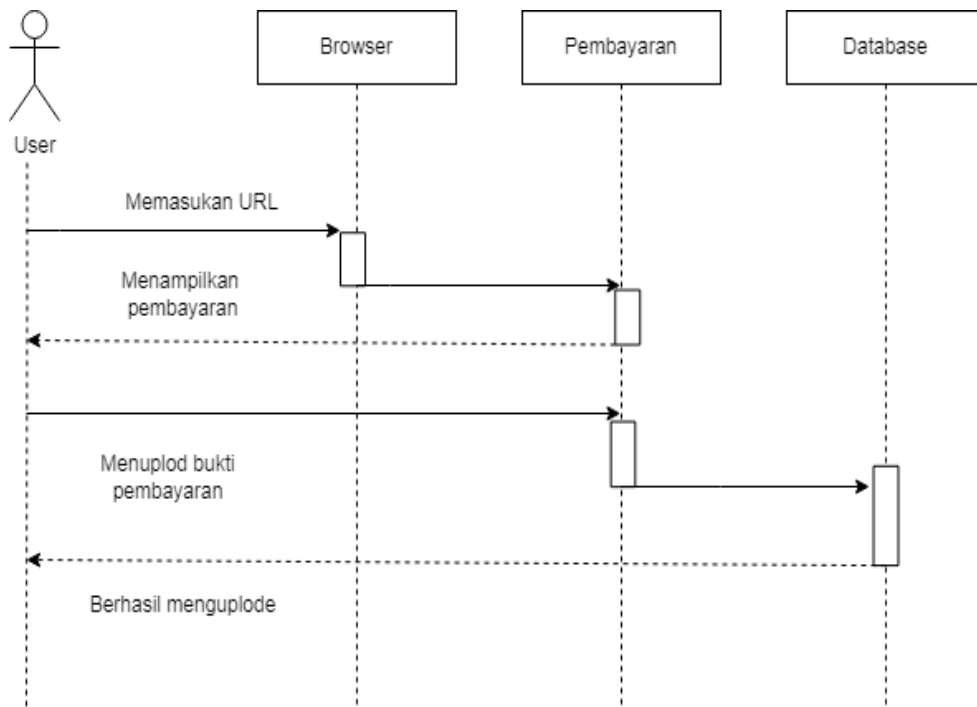 Browser
Pembayaran
Database
User
Memasukan URL
Menampilkan
pembayaran
Menuplod bukti
pembayaran
Berhasil menguplode